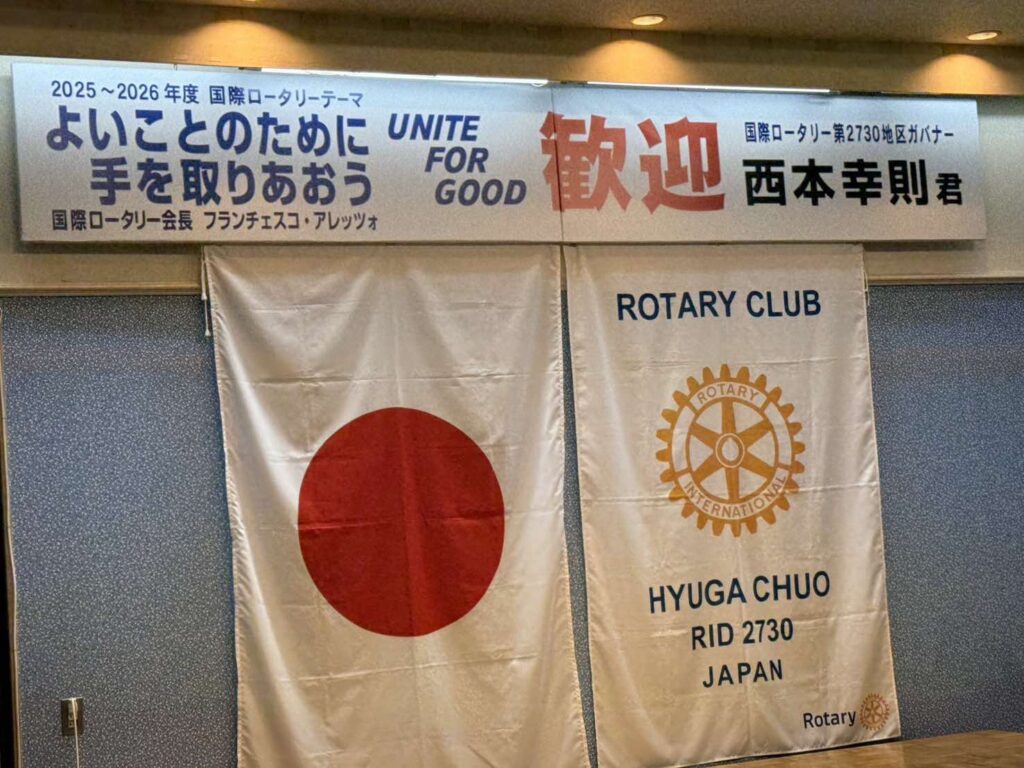 2025～2026年度 国際ロータリーテーマ
よいことのために
手を取りあおう
国際ロータリー会長 フランチェスコ・アレッツォ
UNITE
FOR
GOOD
歓迎
国際ロータリー第2730地区ガバナー
西本幸則君
ROTARY CLUB
ROTARY
INTERNATIONAL
HYUGA CHUO
RID 2730
JAPAN
Rotary